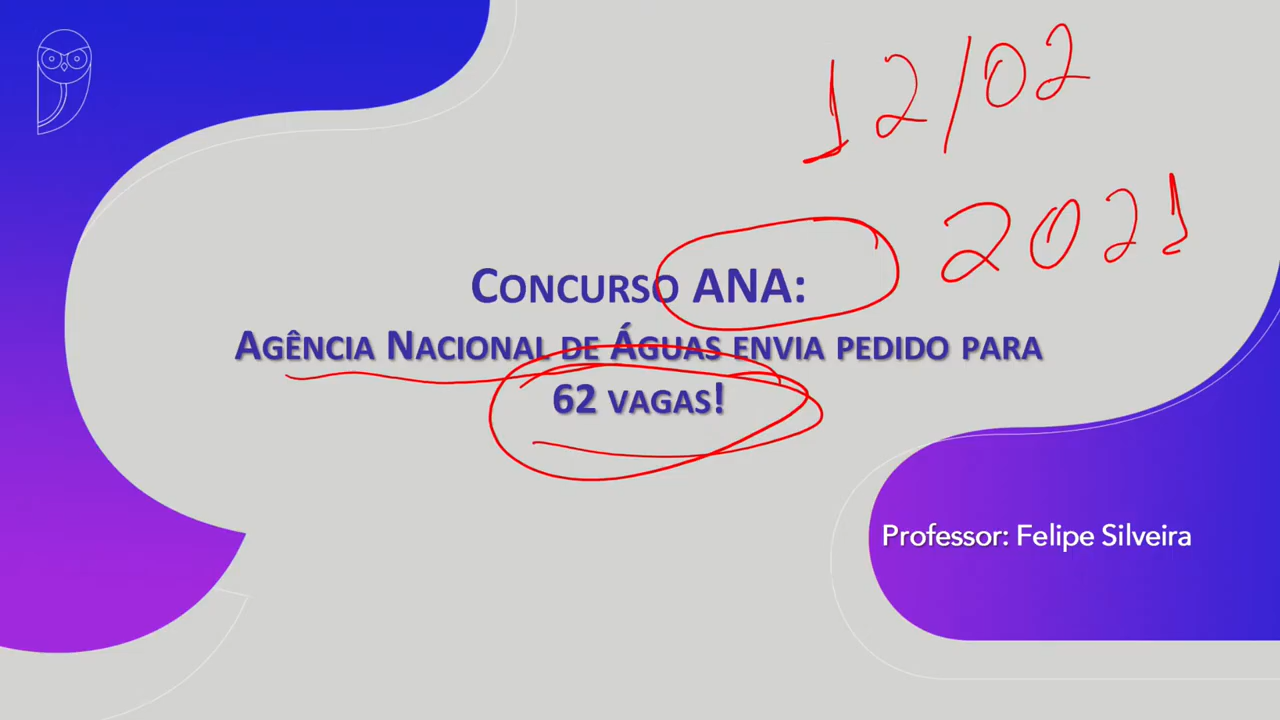 12/02
2021
Concurso ANA:
Agência Nacional de Águas envia pedido para
62 vagas!
Professor: Felipe Silveira